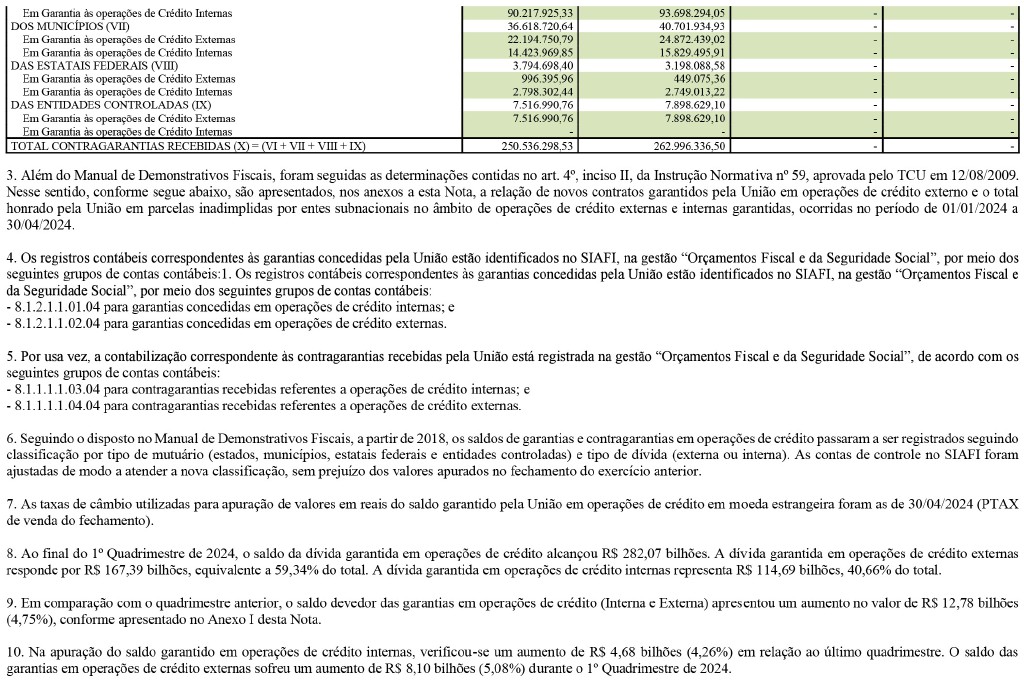 Em Garantia às operações de Crédito Internas 90.217.925,33 93.698.294,05 - -
DOS MUNICÍPIOS (VII) 36.618.720,64 40.701.934,93 - -
Em Garantia às operações de Crédito Externas 22.194.750,79 24.872.439,02 - -
Em Garantia às operações de Crédito Internas 14.423.969,85 15.829.495,91 - -
DAS ESTATAIS FEDERAIS (VIII) 3.794.698,40 3.198.088,58 - -
Em Garantia às operações de Crédito Externas 996.395,96 449.075,36 - -
Em Garantia às operações de Crédito Internas 2.798.302,44 2.749.013,22 - -
DAS ENTIDADES CONTROLADAS (IX) 7.516.990,76 7.898.629,10 - -
Em Garantia às operações de Crédito Externas 7.516.990,76 7.898.629,10 - -
Em Garantia às operações de Crédito Internas - - - -
TOTAL CONTRAGARANTIAS RECEBIDAS (X) = (VI + VII + VIII + IX) 250.536.298,53 262.996.336,50 - -
3. Além do Manual de Demonstrativos Fiscais, foram seguidas as determinações contidas no art. 4º, inciso II, da Instrução Normativa nº 59, aprovada pelo TCU em 12/08/2009.
Nesse sentido, conforme segue abaixo, são apresentados, nos anexos a esta Nota, a relação de novos contratos garantidos pela União em operações de crédito externo e o total
honrado pela União em parcelas inadimplidas por entes subnacionais no âmbito de operações de crédito externas e internas garantidas, ocorridas no período de 01/01/2024 a
30/04/2024.
4. Os registros contábeis correspondentes às garantias concedidas pela União estão identificados no SIAFI, na gestão “Orçamentos Fiscal e da Seguridade Social”, por meio dos
seguintes grupos de contas contábeis:1. Os registros contábeis correspondentes às garantias concedidas pela União estão identificados no SIAFI, na gestão “Orçamentos Fiscal e
da Seguridade Social”, por meio dos seguintes grupos de contas contábeis:
- 8.1.2.1.1.01.04 para garantias concedidas em operações de crédito internas; e
- 8.1.2.1.1.02.04 para garantias concedidas em operações de crédito externas.
5. Por usa vez, a contabilização correspondente às contragarantias recebidas pela União está registrada na gestão “Orçamentos Fiscal e da Seguridade Social”, de acordo com os
seguintes grupos de contas contábeis:
- 8.1.1.1.1.03.04 para contragarantias recebidas referentes a operações de crédito internas; e
- 8.1.1.1.1.04.04 para contragarantias recebidas referentes a operações de crédito externas.
6. Seguindo o disposto no Manual de Demonstrativos Fiscais, a partir de 2018, os saldos de garantias e contragarantias em operações de crédito passaram a ser registrados seguindo
classificação por tipo de mutuário (estados, municípios, estatais federais e entidades controladas) e tipo de dívida (externa ou interna). As contas de controle no SIAFI foram
ajustadas de modo a atender a nova classificação, sem prejuízo dos valores apurados no fechamento do exercício anterior.
7. As taxas de câmbio utilizadas para apuração de valores em reais do saldo garantido pela União em operações de crédito em moeda estrangeira foram as de 30/04/2024 (PTAX
de venda do fechamento).
8. Ao final do 1º Quadrimestre de 2024, o saldo da dívida garantida em operações de crédito alcançou R$ 282,07 bilhões. A dívida garantida em operações de crédito externas
responde por R$ 167,39 bilhões, equivalente a 59,34% do total. A dívida garantida em operações de crédito internas representa R$ 114,69 bilhões, 40,66% do total.
9. Em comparação com o quadrimestre anterior, o saldo devedor das garantias em operações de crédito (Interna e Externa) apresentou um aumento no valor de R$ 12,78 bilhões
(4,75%), conforme apresentado no Anexo I desta Nota.
10. Na apuração do saldo garantido em operações de crédito internas, verificou-se um aumento de R$ 4,68 bilhões (4,26%) em relação ao último quadrimestre. O saldo das
garantias em operações de crédito externas sofreu um aumento de R$ 8,10 bilhões (5,08%) durante o 1º Quadrimestre de 2024.